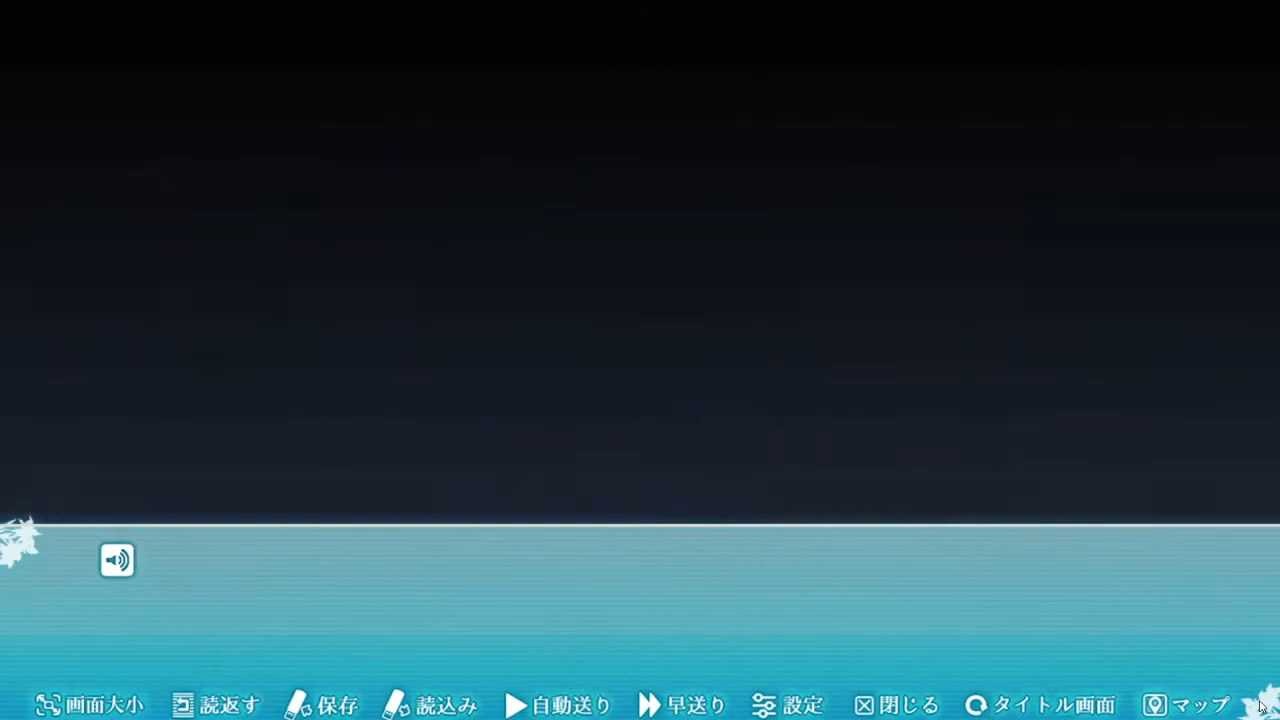 画面大小 読返す 保存 読込み 自動送り 早送り 設定 閉じる タイトル画面 マップ